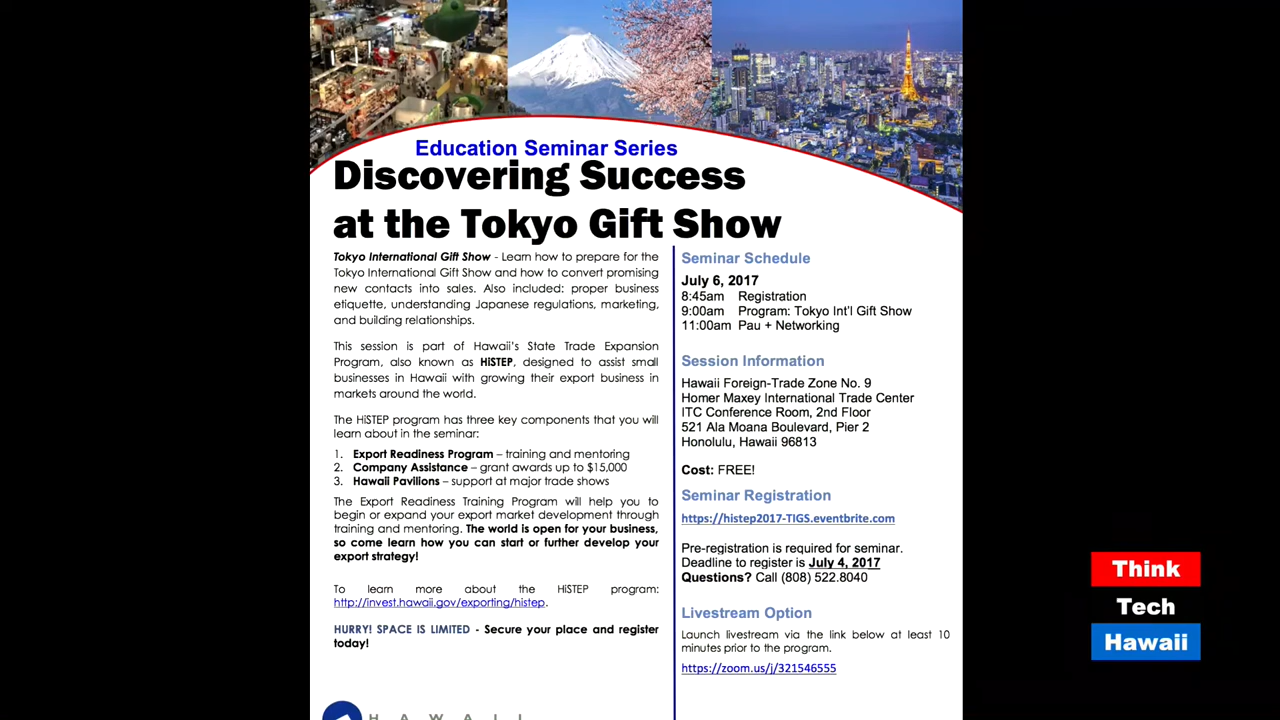 Education Seminar Series
Discovering Success
at the Tokyo Gift Show
Tokyo International Gift Show - Learn how to prepare for the
Tokyo International Gift Show and how to convert promising
new contacts into sales. Also included: proper business
etiquette, understanding Japanese regulations, marketing,
and building relationships.
This session is part of Hawaii's State Trade Expansion
Program, also known as HiSTEP, designed to assist small
businesses in Hawaii with growing their export business in
markets around the world.
The HiSTEP program has three key components that you will
learn about in the seminar:
1. Export Readiness Program – training and mentoring
2. Company Assistance – grant awards up to $15,000
3. Hawaii Pavilions – support at major trade shows
The Export Readiness Training Program will help you to
begin or expand your export market development through
training and mentoring. The world is open for your business,
so come learn how you can start or further develop your
export strategy!
To learn more about the HiSTEP program:
http://invest.hawaii.gov/exporting/histep.
HURRY! SPACE IS LIMITED - Secure your place and register
today!
HAWAII
Seminar Schedule
July 6, 2017
8:45am Registration
9:00am Program: Tokyo Int'l Gift Show
11:00am Pau + Networking
Session Information
Hawaii Foreign-Trade Zone No. 9
Homer Maxey International Trade Center
ITC Conference Room, 2nd Floor
521 Ala Moana Boulevard, Pier 2
Honolulu, Hawaii 96813
Cost: FREE!
Seminar Registration
https://histep2017-TIGS.eventbrite.com
Pre-registration is required for seminar.
Deadline to register is July 4, 2017
Questions? Call (808) 522.8040
Livestream Option
Launch livestream via the link below at least 10
minutes prior to the program.
https://zoom.us/j/321546555
Think
Tech
Hawaii